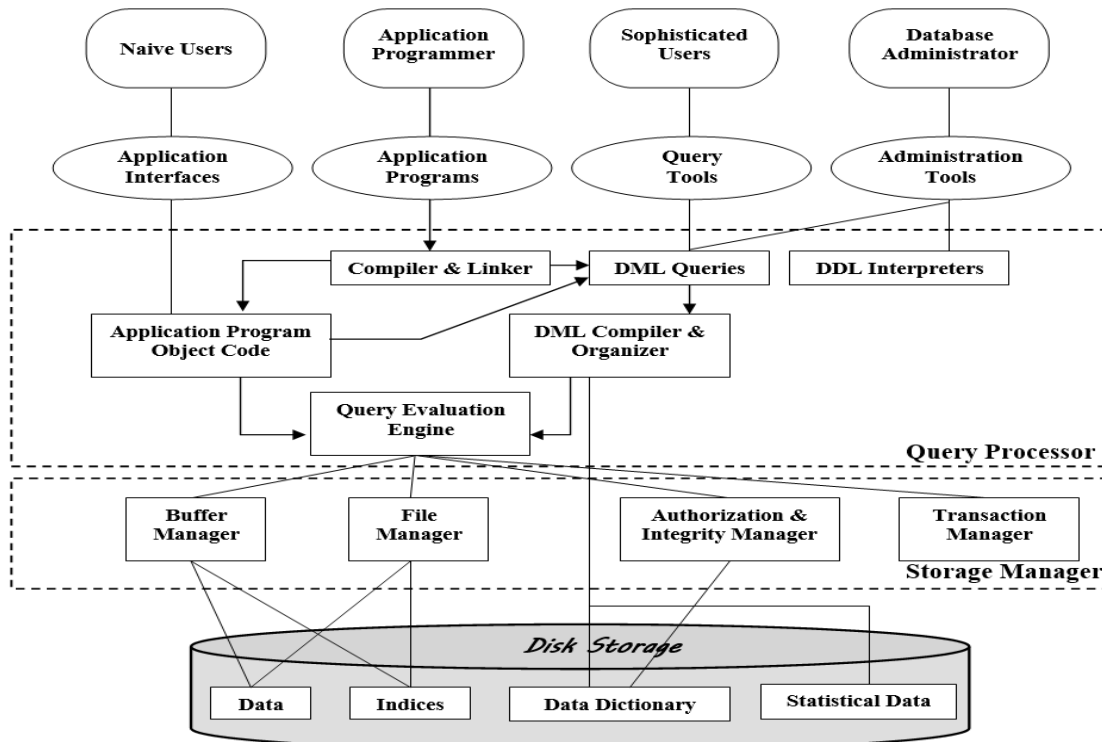 Naive Users
Application
Programmer
Sophisticated
Users
Database
Administrator
Application
Interfaces
Application
Programs
Query
Tools
Administration
Tools
Compiler & Linker
DML Queries
DDL Interpreters
Application Program
Object Code
DML Compiler &
Organizer
Query Evaluation
Engine
Query Processor
Buffer
Manager
File
Manager
Authorization &
Integrity Manager
Transaction
Manager
Storage Manager
Disk Storage
Data
Indices
Data Dictionary
Statistical Data